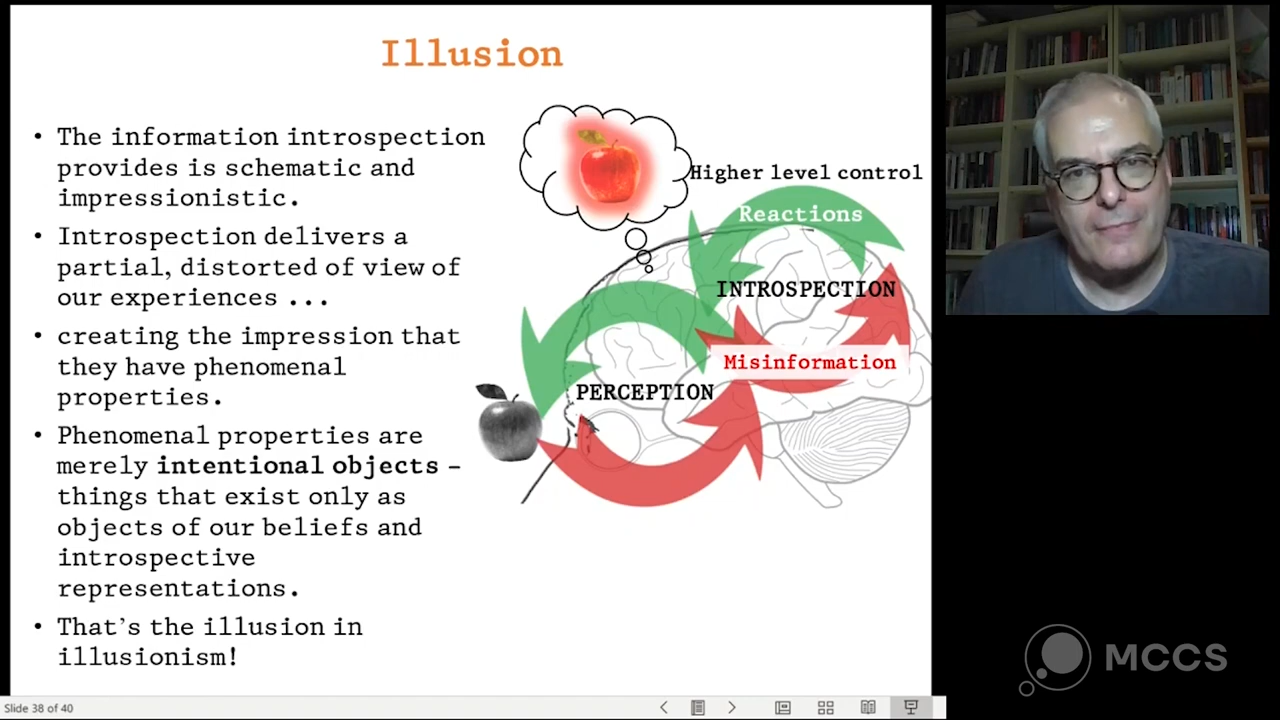 Illusion
• The information introspection
provides is schematic and
impressionistic.
• Introspection delivers a
partial, distorted of view of
our experiences ...
• creating the impression that
they have phenomenal
properties.
• Phenomenal properties are
merely intentional objects –
things that exist only as
objects of our beliefs and
introspective
representations.
• That’s the illusion in
illusionism!
Higher level control
Reactions
INTROSPECTION
Misinformation
PERCEPTION
Slide 38 of 40
MCCS